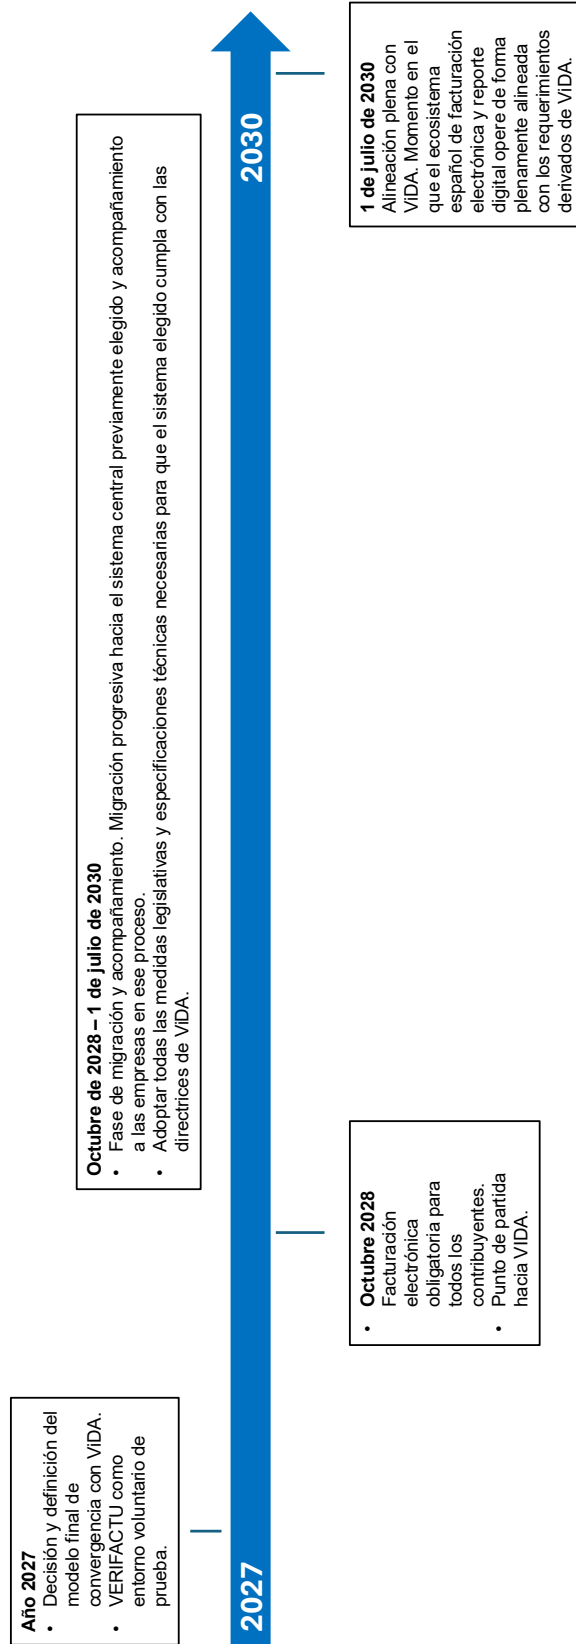 Año 2027
• Decisión y definición del
modelo final de
convergencia con ViDA.
• VERIFACTU como
entorno voluntario de
prueba.
Octubre de 2028 – 1 de julio de 2030
• Fase de migración y acompañamiento. Migración progresiva hacia el sistema central previamente elegido y acompañamiento
a las empresas en ese proceso.
• Adoptar todas las medidas legislativas y especificaciones técnicas necesarias para que el sistema elegido cumpla con las
directrices de ViDA.
2027
2030
• Octubre 2028
Facturación
electrónica
obligatoria para
todos los
contribuyentes.
• Punto de partida
hacia VIDA.
1 de julio de 2030
Alineación plena con
ViDA. Momento en el
que el ecosistema
español de facturación
electrónica y reporte
digital opere de forma
plenamente alineada
con los requerimientos
derivados de ViDA.